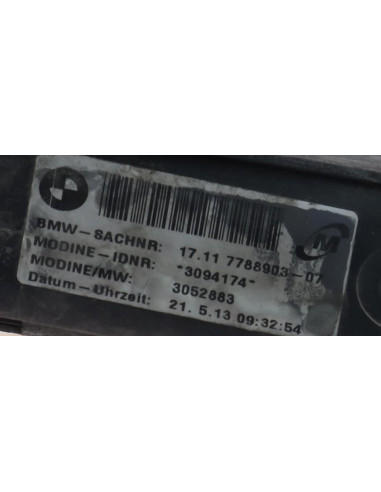 BMW-SACHNR: 17.11 7788903-07
MODINE-IDNR: -3094174-
MODINE/MW: 3052883
Datum-Uhrzeit: 21. 5.13 09:32:54
M